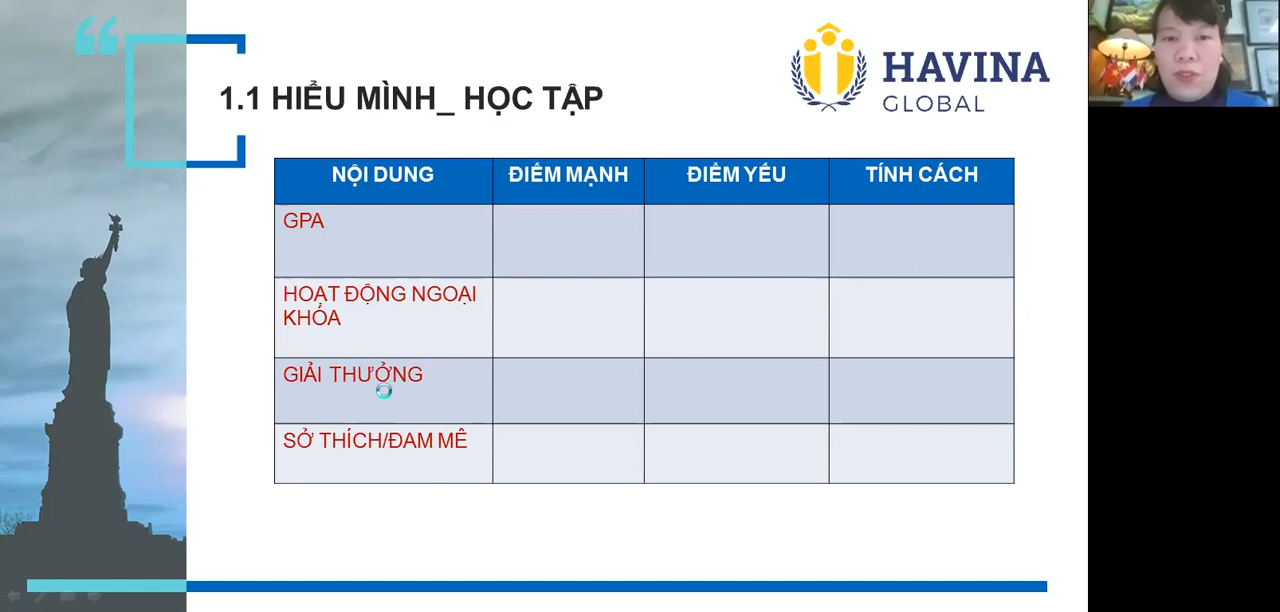 HAVINA
GLOBAL
1.1 HIỂU MÌNH_ HỌC TẬP
NỘI DUNG ĐIỂM MẠNH ĐIỂM YẾU TÍNH CÁCH
GPA
HOẠT ĐỘNG NGOẠI
KHÓA
GIẢI THƯỞNG
SỞ THÍCH/ĐAM MÊ